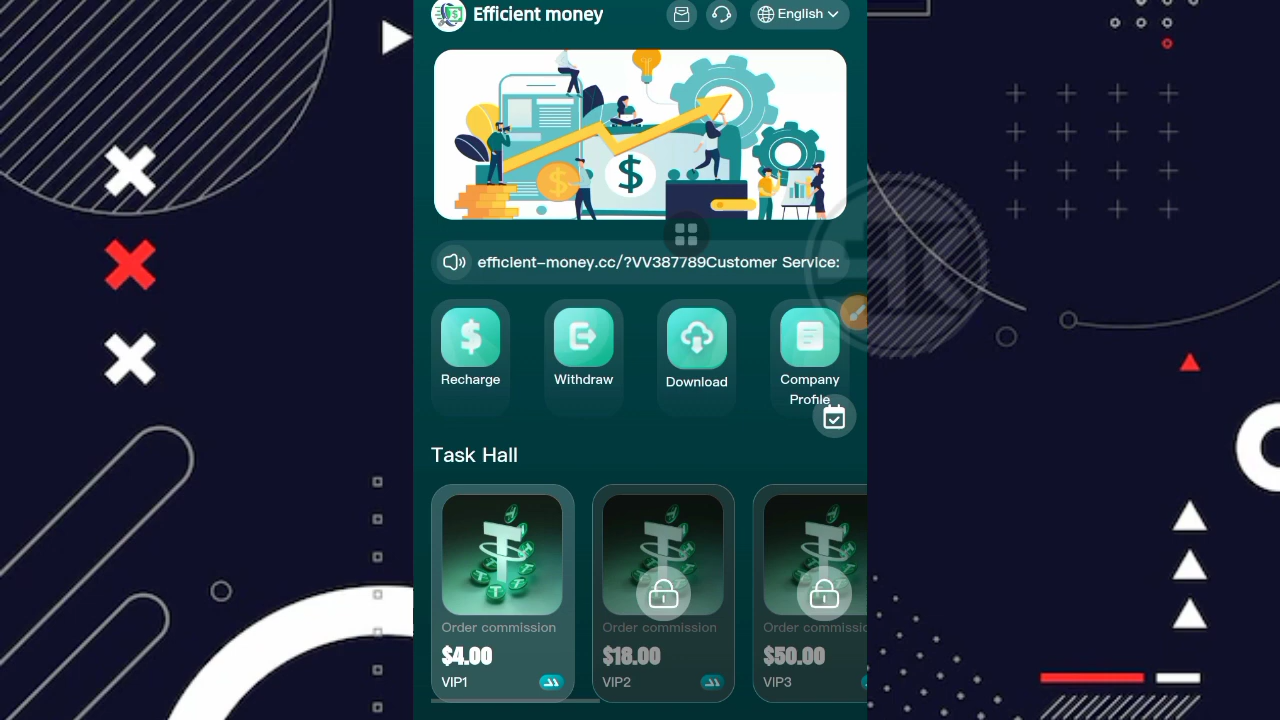 Efficient money
English
efficient-money.cc/?VV387789Customer Service:
Recharge
Withdraw
Download
Company
Profile
Task Hall
Order commission
$4.00
VIP1
Order commission
$18.00
VIP2
Order commissio
$50.00
VIP3